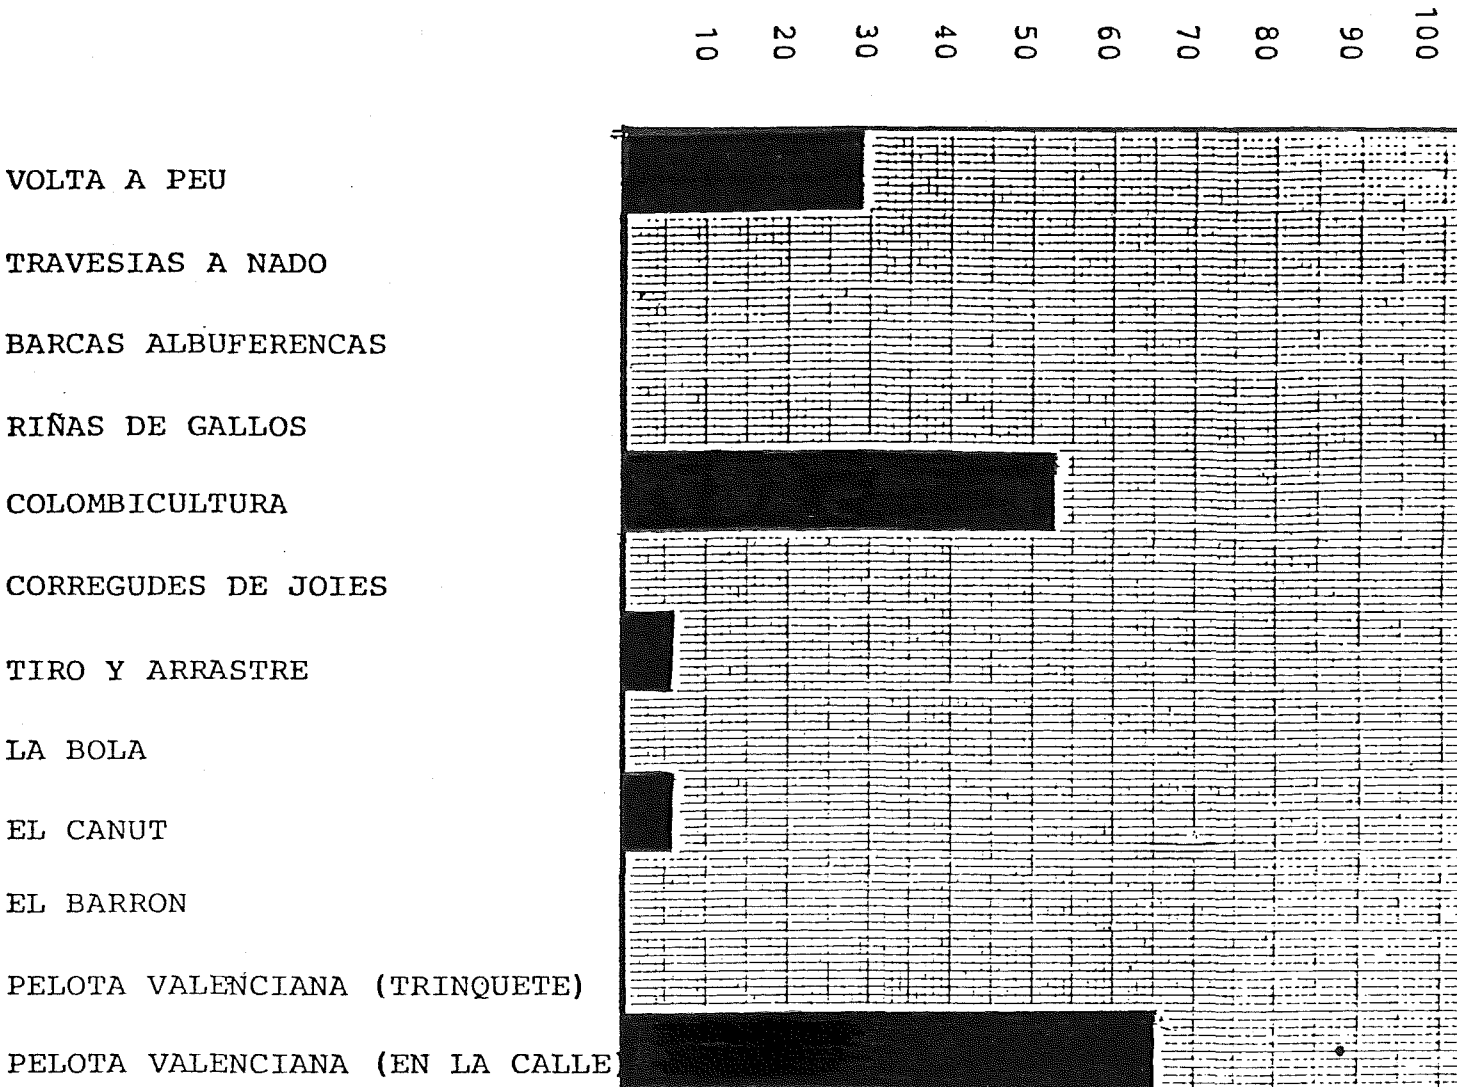 10 20 30 40 50 60 70 80 90 100
VOLTA A PEU
TRAVESIAS A NADO
BARCAS ALBUFERENCAS
RIÑAS DE GALLOS
COLOMBICULTURA
CORREGUDES DE JOIES
TIRO Y ARRASTRE
LA BOLA
EL CANUT
EL BARRON
PELOTA VALENCIANA (TRINQUETE)
PELOTA VALENCIANA (EN LA CALLE)